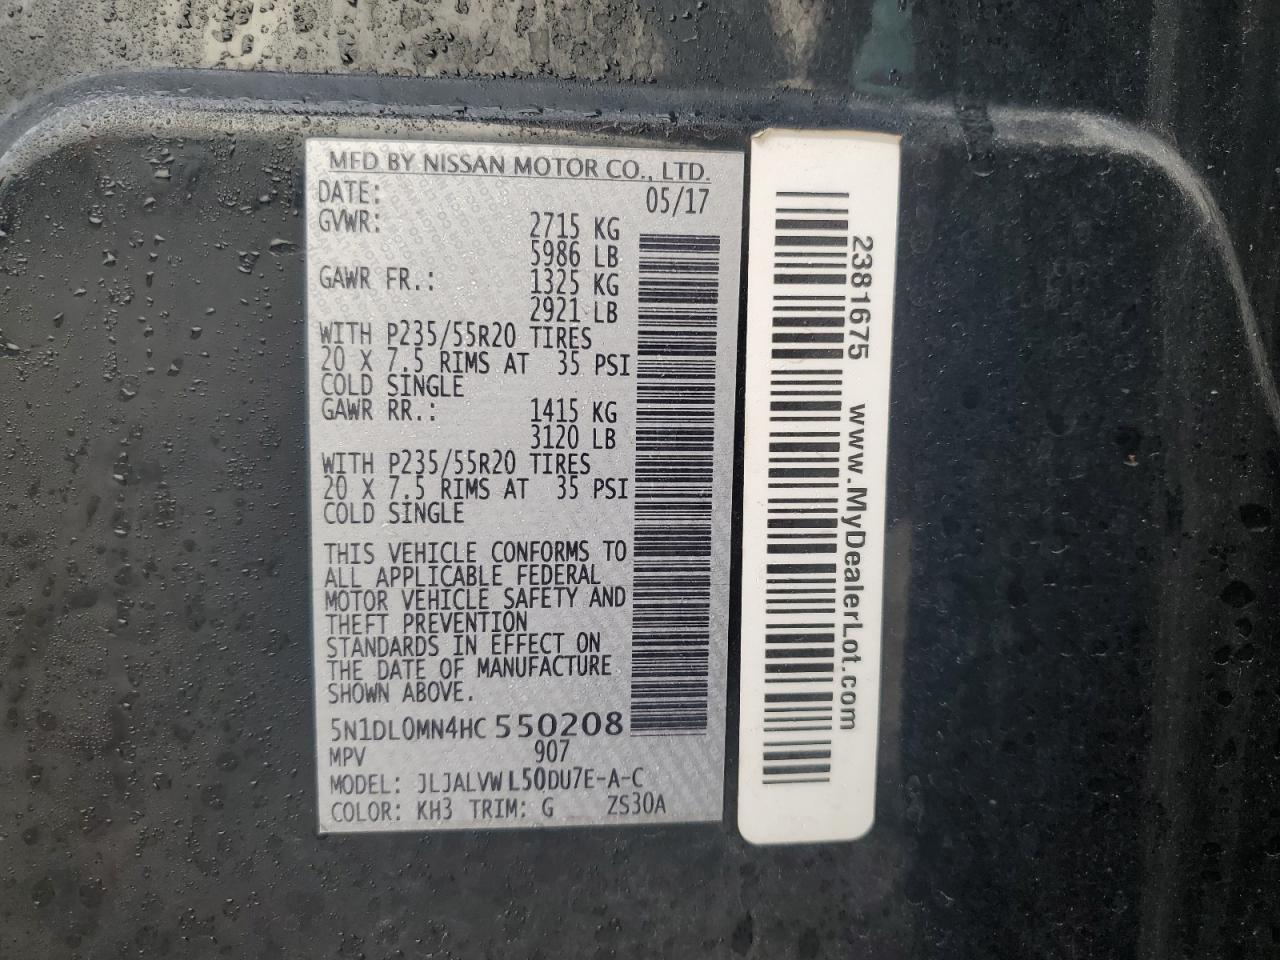 MFD BY NISSAN MOTOR CO., LTD.
DATE: 05/17
GVWR: 2715 KG
5986 LB
GAWR FR.: 1325 KG
2921 LB
WITH P235/55R20 TIRES
20 X 7.5 RIMS AT 35 PSI
COLD SINGLE
GAWR RR.: 1415 KG
3120 LB
WITH P235/55R20 TIRES
20 X 7.5 RIMS AT 35 PSI
COLD SINGLE
THIS VEHICLE CONFORMS TO
ALL APPLICABLE FEDERAL
MOTOR VEHICLE SAFETY AND
THEFT PREVENTION
STANDARDS IN EFFECT ON
THE DATE OF MANUFACTURE
SHOWN ABOVE.
5N1DL0MN4HC 550208
MPV 907
MODEL: JLJALVWL50DU7E-A-C
COLOR: KH3 TRIM: G ZS30A
2381675 www.MyDealerLot.com